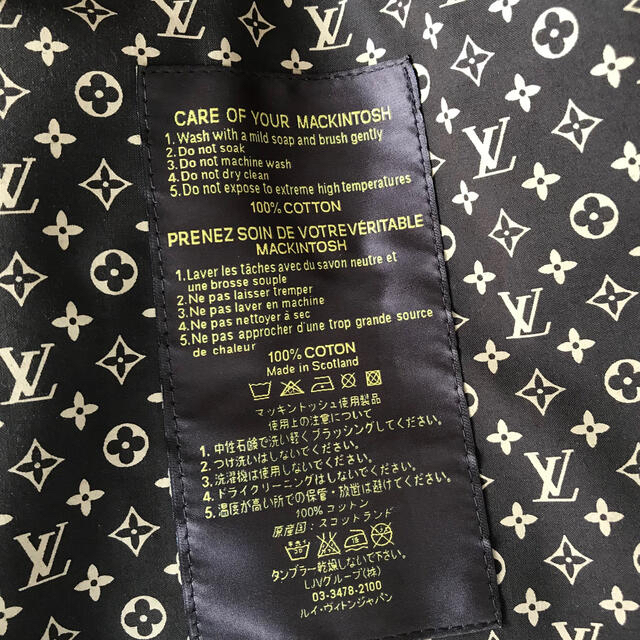 CARE OF YOUR MACKINTOSH
1. Wash with a mild soap and brush gently
2. Do not soak
3. Do not machine wash
4. Do not dry clean
5. Do not expose to extreme high temperatures
100% COTTON
PRENEZ SOIN DE VOTREVÉRITABLE
MACKINTOSH
1. Laver les tâches avec du savon neutre et
une brosse souple
2. Ne pas laisser tremper
3. Ne pas laver en machine
4. Ne pas nettoyer à sec
5. Ne pas approcher d'une trop grande source
de chaleur
100% COTON
Made in Scotland
マッキントッシュ使用製品
使用上の注意について
1. 中性石鹸で洗い軽くブラッシングしてください。
2. つけ洗いはしないでください。
3. 洗濯機は使用しないでください。
4. ドライクリーニングはしないでください。
5. 温度が高い所での保管・放置は避けてください。
100% コットン
原産国：スコットランド
タンブラー乾燥しないで下さい。
LJVグループ(株)
03-3478-2100
ルイ・ヴィトンジャパン